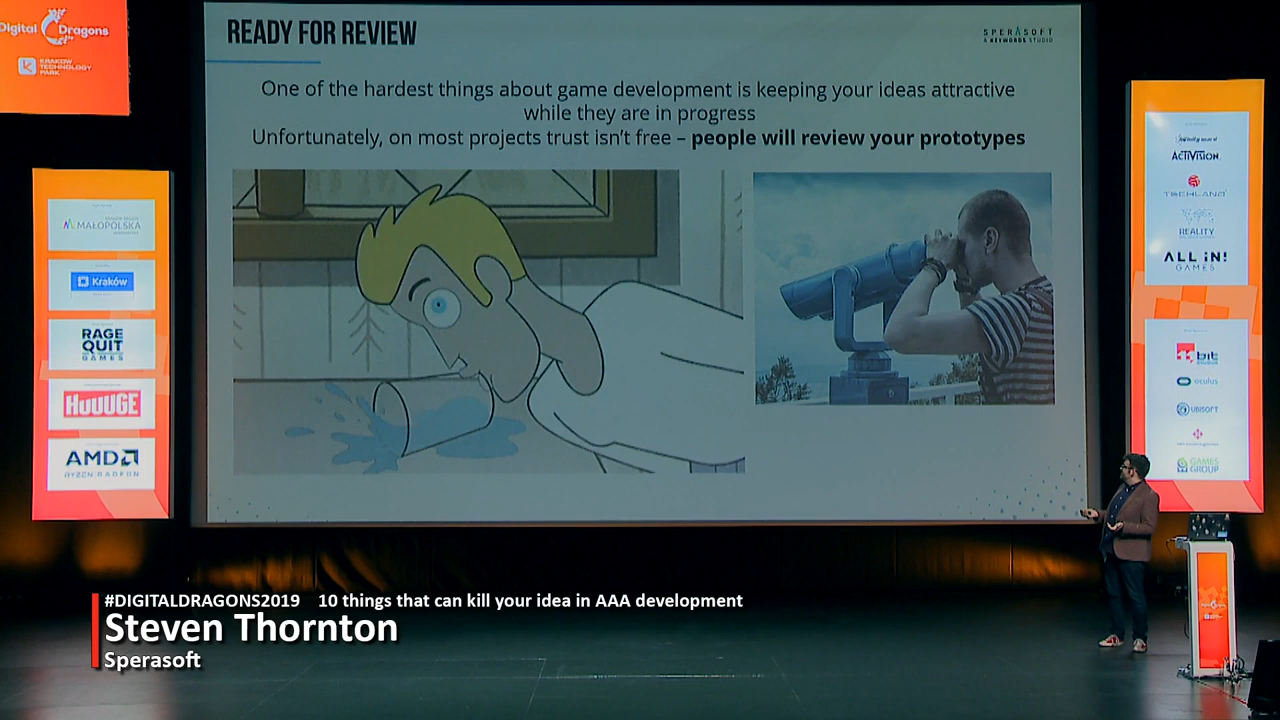 Digital Dragons
KRAKOW
TECHNOLOGY
PARK
READY FOR REVIEW
SPERASOFT
A KEYWORDS STUDIO
One of the hardest things about game development is keeping your ideas attractive
while they are in progress
Unfortunately, on most projects trust isn't free – people will review your prototypes
MAŁOPOLSKA
Kraków
RAGE
QUIT
GAMES
HUUUGE
AMD
RYZEN RADEON
ACTIVISION
TECHLAND
REALITY
ALL iN!
GAMES
11 bit
oculus
UBISOFT
GAMES
GROUP
#DIGITALDRAGONS2019 10 things that can kill your idea in AAA development
Steven Thornton
Sperasoft